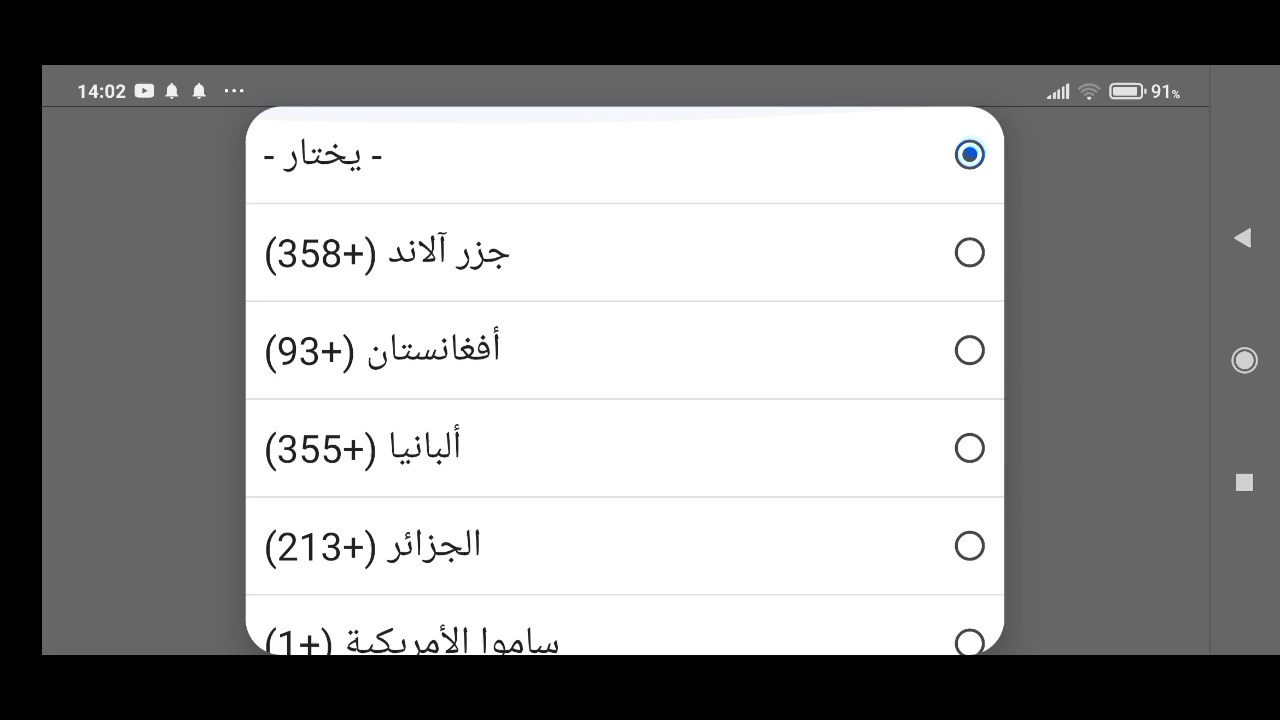 14:02
91%
- يختار -
جزر آلاند (+358)
أفغانستان (+93)
ألبانيا (+355)
الجزائر (+213)
ساموا الأمريكية (+1)